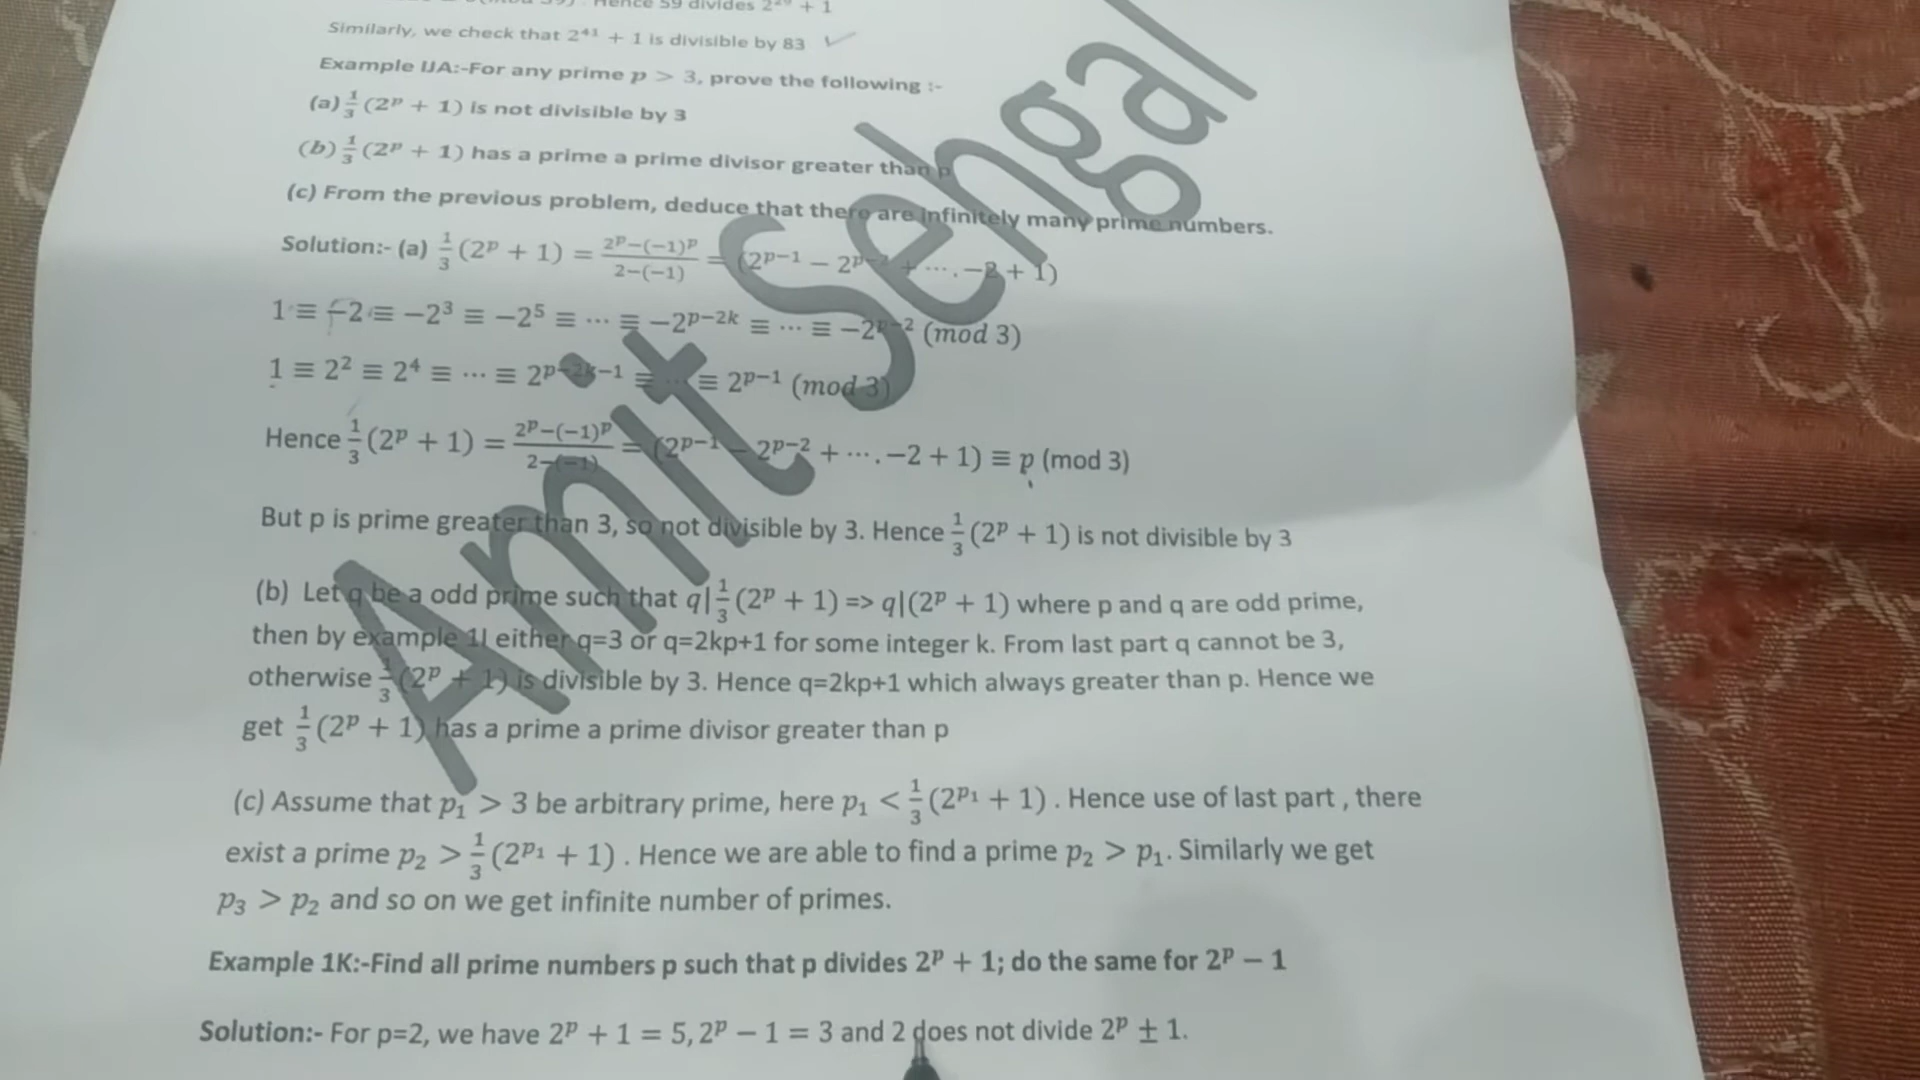 Hence 59 divides 2²⁹ + 1
Similarly, we check that 2⁴¹ + 1 is divisible by 83
Example IJA:-For any prime p > 3, prove the following :-
(a) 1/3 (2ᵖ + 1) is not divisible by 3
(b) 1/3 (2ᵖ + 1) has a prime a prime divisor greater than p
(c) From the previous problem, deduce that there are infinitely many prime numbers.
Solution:- (a) 1/3 (2ᵖ + 1) = (2ᵖ−(−1)ᵖ)/(2−(−1)) = (2ᵖ⁻¹ − 2ᵖ⁻² + ⋯.−2 + 1)
1 ≡ −2 ≡ −2³ ≡ −2⁵ ≡ ⋯ ≡ −2ᵖ⁻²ᵏ ≡ ⋯ ≡ −2ᵖ⁻² (mod 3)
1 ≡ 2² ≡ 2⁴ ≡ ⋯ ≡ 2ᵖ⁻²ᵏ⁻¹ ≡ ⋯ ≡ 2ᵖ⁻¹ (mod 3)
Hence 1/3 (2ᵖ + 1) = (2ᵖ−(−1)ᵖ)/(2−(−1)) = (2ᵖ⁻¹ − 2ᵖ⁻² + ⋯.−2 + 1) ≡ p (mod 3)
But p is prime greater than 3, so not divisible by 3. Hence 1/3 (2ᵖ + 1) is not divisible by 3
(b) Let q be a odd prime such that q|1/3 (2ᵖ + 1) => q|(2ᵖ + 1) where p and q are odd prime,
then by example 1I either q=3 or q=2kp+1 for some integer k. From last part q cannot be 3,
otherwise 1/3 (2ᵖ + 1) is divisible by 3. Hence q=2kp+1 which always greater than p. Hence we
get 1/3 (2ᵖ + 1) has a prime a prime divisor greater than p
(c) Assume that p₁ > 3 be arbitrary prime, here p₁ < 1/3 (2ᵖ¹ + 1) . Hence use of last part , there
exist a prime p₂ > 1/3 (2ᵖ¹ + 1) . Hence we are able to find a prime p₂ > p₁. Similarly we get
p₃ > p₂ and so on we get infinite number of primes.
Example 1K:-Find all prime numbers p such that p divides 2ᵖ + 1; do the same for 2ᵖ − 1
Solution:- For p=2, we have 2ᵖ + 1 = 5, 2ᵖ − 1 = 3 and 2 does not divide 2ᵖ ± 1.
Amit Sehgal